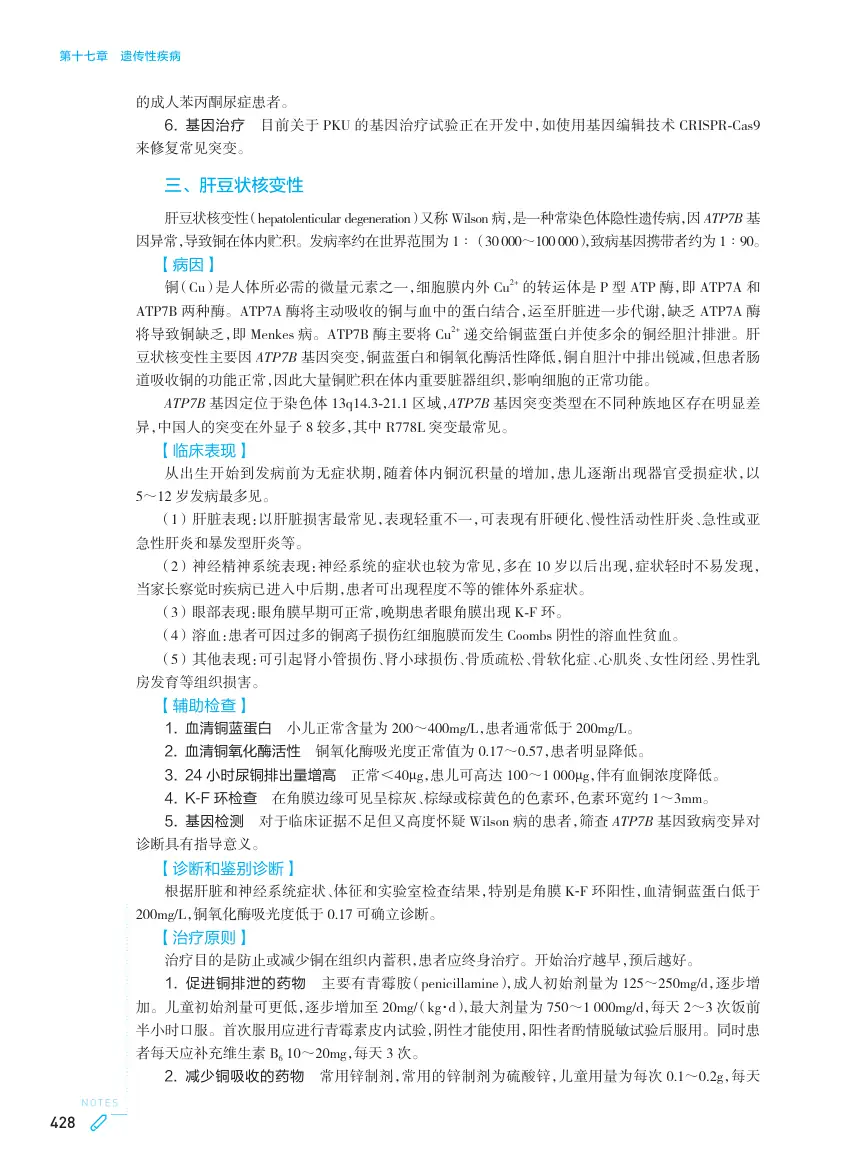 第十七章　遗传性疾病
的成人苯丙酮尿症患者。
6. 基因治疗　目前关于 PKU 的基因治疗试验正在开发中，如使用基因编辑技术 CRISPR-Cas9
来修复常见突变。
三、肝豆状核变性
肝豆状核变性（hepatolenticular degeneration）又称 Wilson 病，是一种常染色体隐性遗传病，因 ATP7B 基
因异常，导致铜在体内贮积。发病率约在世界范围为 1∶（30 000～100 000），致病基因携带者约为 1∶90。
【病因】
铜（Cu）是人体所必需的微量元素之一，细胞膜内外 Cu²⁺ 的转运体是 P 型 ATP 酶，即 ATP7A 和
ATP7B 两种酶。ATP7A 酶将主动吸收的铜与血中的蛋白结合，运至肝脏进一步代谢，缺乏 ATP7A 酶
将导致铜缺乏，即 Menkes 病。ATP7B 酶主要将 Cu²⁺ 递交给铜蓝蛋白并使多余的铜经胆汁排泄。肝
豆状核变性主要因 ATP7B 基因突变，铜蓝蛋白和铜氧化酶活性降低，铜自胆汁中排出锐减，但患者肠
道吸收铜的功能正常，因此大量铜贮积在体内重要脏器组织，影响细胞的正常功能。
ATP7B 基因定位于染色体 13q14.3-21.1 区域，ATP7B 基因突变类型在不同种族地区存在明显差
异，中国人的突变在外显子 8 较多，其中 R778L 突变最常见。
【临床表现】
从出生开始到发病前为无症状期，随着体内铜沉积量的增加，患儿逐渐出现器官受损症状，以
5～12 岁发病最多见。
（1）肝脏表现：以肝脏损害最常见，表现轻重不一，可表现有肝硬化、慢性活动性肝炎、急性或亚
急性肝炎和暴发型肝炎等。
（2）神经精神系统表现：神经系统的症状也较为常见，多在 10 岁以后出现，症状轻时不易发现，
当家长察觉时疾病已进入中后期，患者可出现程度不等的锥体外系症状。
（3）眼部表现：眼角膜早期可正常，晚期患者眼角膜出现 K-F 环。
（4）溶血：患者可因过多的铜离子损伤红细胞膜而发生 Coombs 阴性的溶血性贫血。
（5）其他表现：可引起肾小管损伤、肾小球损伤、骨质疏松、骨软化症、心肌炎、女性闭经、男性乳
房发育等组织损害。
【辅助检查】
1. 血清铜蓝蛋白　小儿正常含量为 200～400mg/L，患者通常低于 200mg/L。
2. 血清铜氧化酶活性　铜氧化酶吸光度正常值为 0.17～0.57，患者明显降低。
3. 24 小时尿铜排出量增高　正常＜40μg，患儿可高达 100～1 000μg，伴有血铜浓度降低。
4. K-F 环检查　在角膜边缘可见呈棕灰、棕绿或棕黄色的色素环，色素环宽约 1～3mm。
5. 基因检测　对于临床证据不足但又高度怀疑 Wilson 病的患者，筛查 ATP7B 基因致病变异对
诊断具有指导意义。
【诊断和鉴别诊断】
根据肝脏和神经系统症状、体征和实验室检查结果，特别是角膜 K-F 环阳性，血清铜蓝蛋白低于
200mg/L，铜氧化酶吸光度低于 0.17 可确立诊断。
【治疗原则】
治疗目的是防止或减少铜在组织内蓄积，患者应终身治疗。开始治疗越早，预后越好。
1. 促进铜排泄的药物　主要有青霉胺（penicillamine），成人初始剂量为 125～250mg/d，逐步增
加。儿童初始剂量可更低，逐步增加至 20mg/（kg·d），最大剂量为 750～1 000mg/d，每天 2～3 次饭前
半小时口服。首次服用应进行青霉素皮内试验，阴性才能使用，阳性者酌情脱敏试验后服用。同时患
者每天应补充维生素 B₆ 10～20mg，每天 3 次。
2. 减少铜吸收的药物　常用锌制剂，常用的锌制剂为硫酸锌，儿童用量为每次 0.1～0.2g，每天
NOTES
428